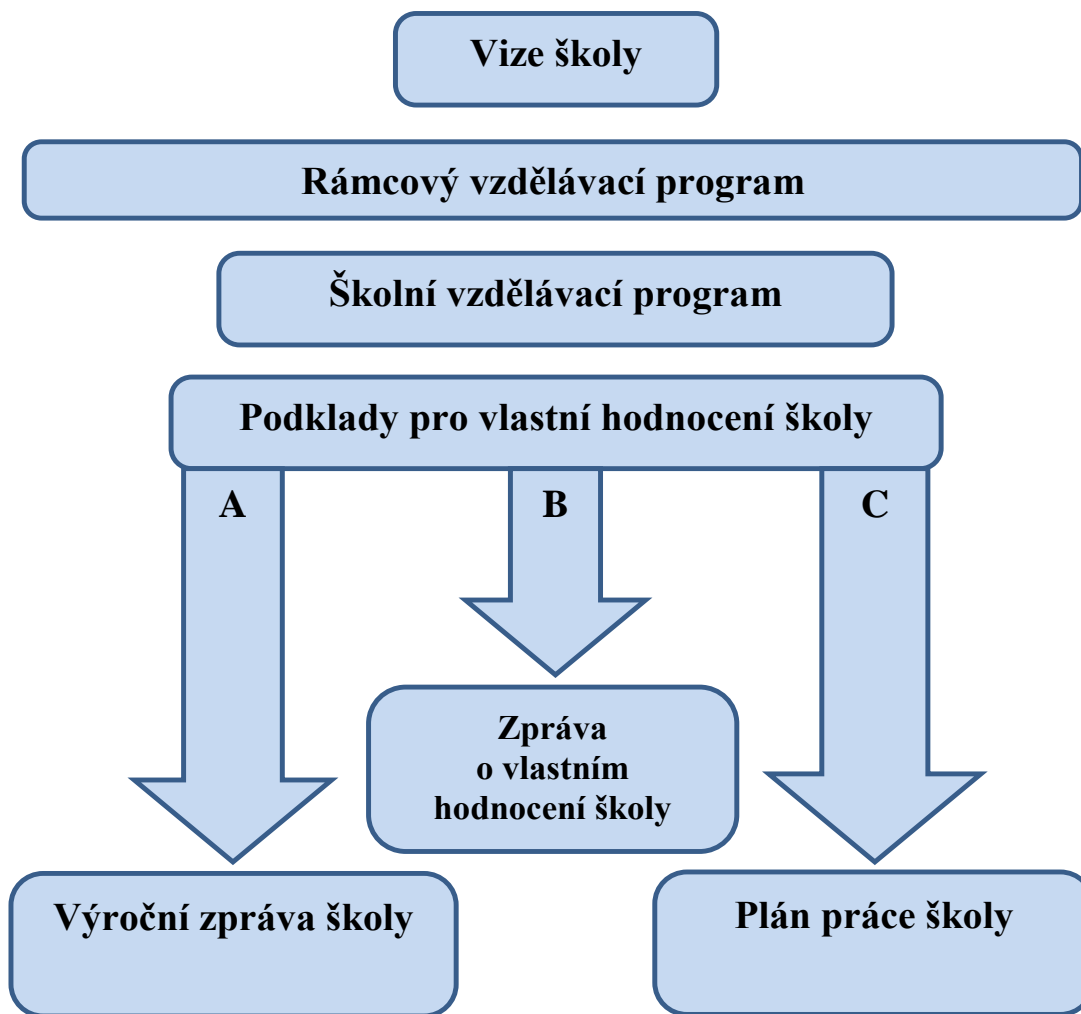 Vize školy
Rámcový vzdělávací program
Školní vzdělávací program
Podklady pro vlastní hodnocení školy
A
B
C
Zpráva
o vlastním
hodnocení školy
Výroční zpráva školy
Plán práce školy